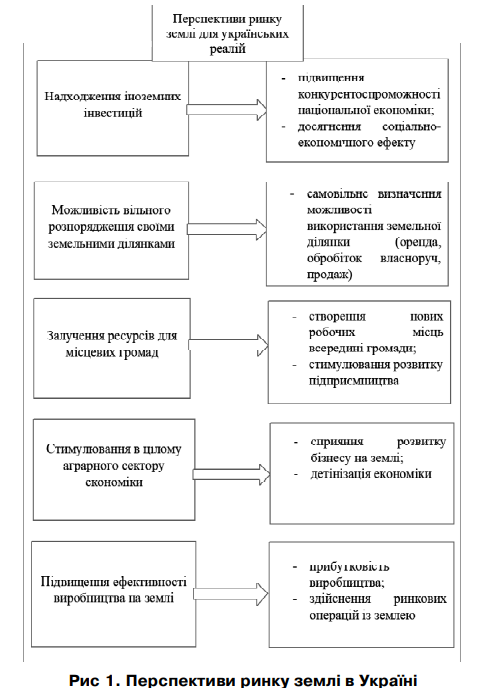 Перспективи ринку
землі для українських
реалій
Надходження іноземних
інвестицій
- підвищення
конкурентоспроможності
національної економіки;
- досягнення соціально-
економічного ефекту
Можливість вільного
розпорядження своїми
земельними ділянками
- самовільне визначення
можливості
використання земельної
ділянки (оренда,
обробіток власноруч,
продаж)
Залучення ресурсів для
місцевих громад
- створення нових
робочих місць
всередині громади;
- стимулювання розвитку
підприємництва
Стимулювання в цілому
аграрного сектору
економіки
- сприяння розвитку
бізнесу на землі;
- детінізація економіки
Підвищення ефективності
виробництва на землі
- прибутковість
виробництва;
- здійснення ринкових
операцій із землею
Рис 1. Перспективи ринку землі в Україні